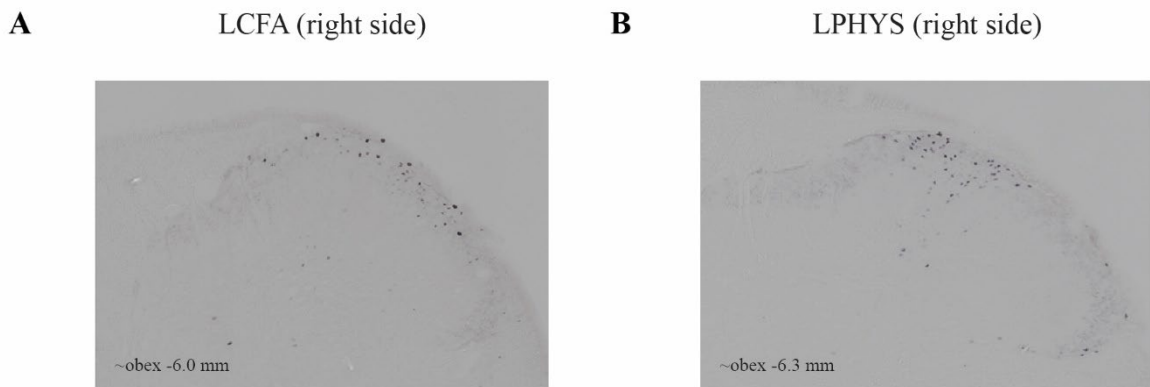 A
LCFA (right side)
B
LPHYS (right side)
~obex -6.0 mm
~obex -6.3 mm